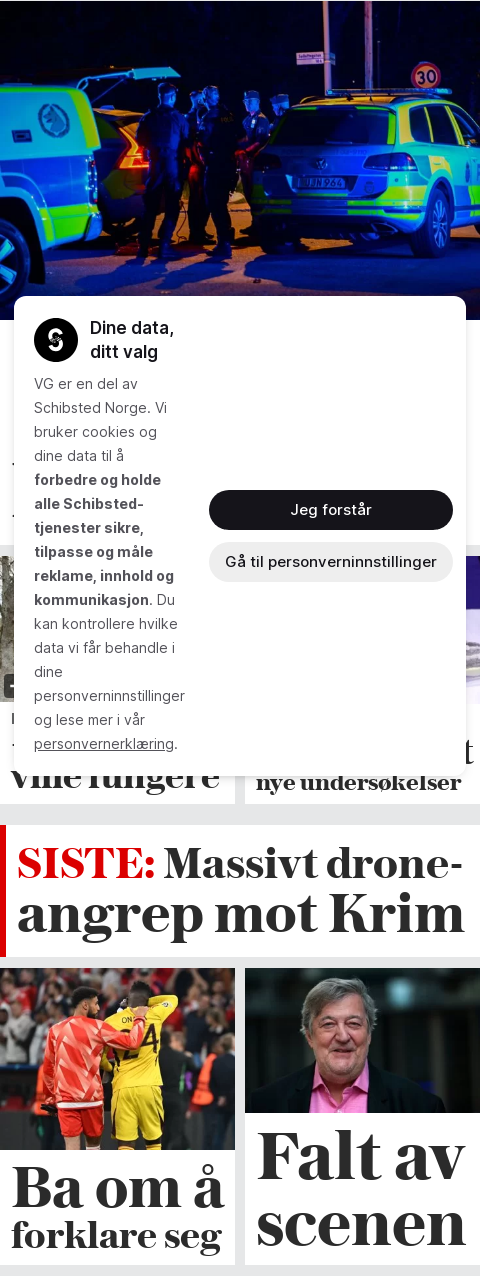 30
Dine data,
ditt valg
VG er en del av
Schibsted Norge. Vi
bruker cookies og
dine data til å
forbedre og holde
alle Schibsted-
tjenester sikre,
tilpasse og måle
reklame, innhold og
kommunikasjon. Du
kan kontrollere hvilke
data vi får behandle i
dine
personverninnstillinger
og lese mer i vår
personvernerklæring.
Jeg forstår
Gå til personverninnstillinger
ville fungere
nye undersøkelser
SISTE: Massivt drone-
angrep mot Krim
24
Ba om å
forklare seg
Falt av
scenen